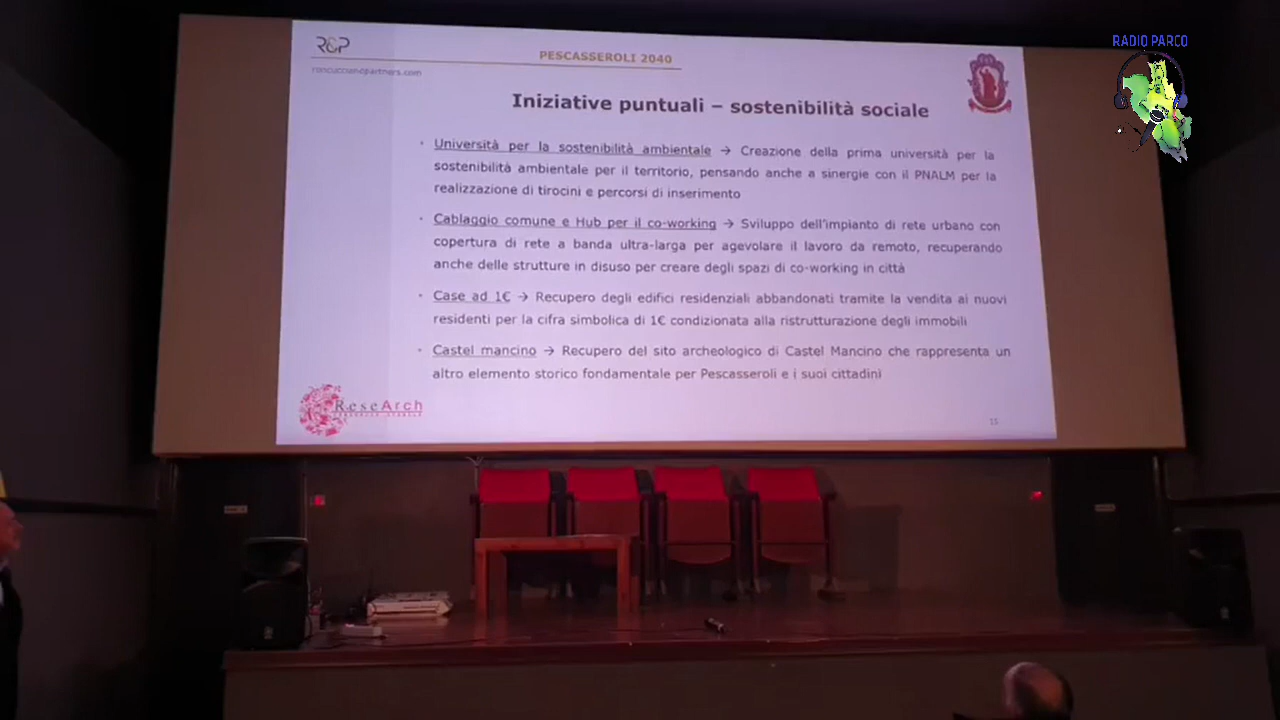 RADIO PARCO
R&P
PESCASSEROLI 2040
roncucciandpartners.com
Iniziative puntuali – sostenibilità sociale
• Università per la sostenibilità ambientale → Creazione della prima università per la
sostenibilità ambientale per il territorio, pensando anche a sinergie con il PNALM per la
realizzazione di tirocini e percorsi di inserimento
• Cablaggio comune e Hub per il co-working → Sviluppo dell'impianto di rete urbano con
copertura di rete a banda ultra-larga per agevolare il lavoro da remoto, recuperando
anche delle strutture in disuso per creare degli spazi di co-working in città
• Case ad 1€ → Recupero degli edifici residenziali abbandonati tramite la vendita ai nuovi
residenti per la cifra simbolica di 1€ condizionata alla ristrutturazione degli immobili
• Castel mancino → Recupero del sito archeologico di Castel Mancino che rappresenta un
altro elemento storico fondamentale per Pescasseroli e i suoi cittadini
ReseArch